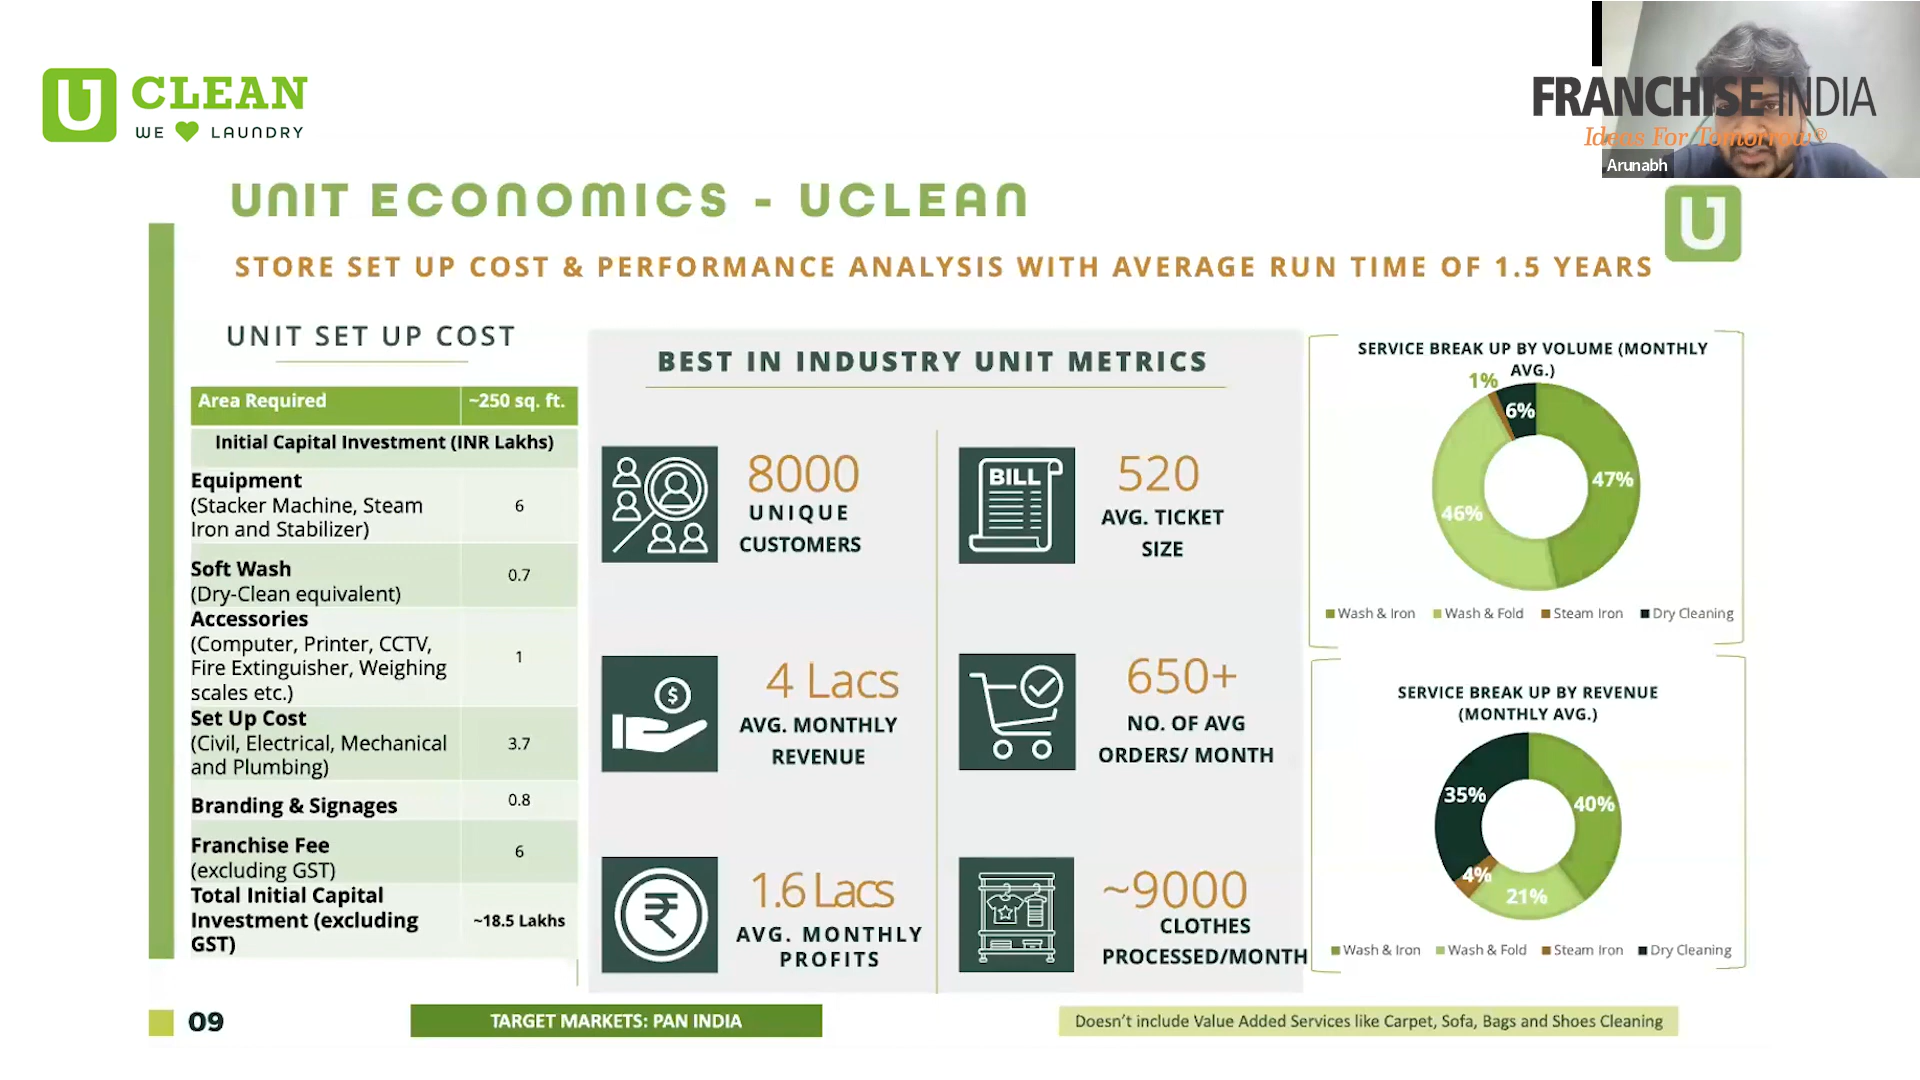 U CLEAN
WE LAUNDRY
FRANCHISE INDIA
Ideas For Tomorrow®
Arunabh
UNIT ECONOMICS - UCLEAN
U
STORE SET UP COST & PERFORMANCE ANALYSIS WITH AVERAGE RUN TIME OF 1.5 YEARS
UNIT SET UP COST
Area Required ~250 sq. ft.
Initial Capital Investment (INR Lakhs)
Equipment
(Stacker Machine, Steam
Iron and Stabilizer)
6
Soft Wash
(Dry-Clean equivalent)
0.7
Accessories
(Computer, Printer, CCTV,
Fire Extinguisher, Weighing
scales etc.)
1
Set Up Cost
(Civil, Electrical, Mechanical
and Plumbing)
3.7
Branding & Signages 0.8
Franchise Fee
(excluding GST)
6
Total Initial Capital
Investment (excluding
GST)
~18.5 Lakhs
BEST IN INDUSTRY UNIT METRICS
8000
UNIQUE
CUSTOMERS
BILL
520
AVG. TICKET
SIZE
$
4 Lacs
AVG. MONTHLY
REVENUE
650+
NO. OF AVG
ORDERS/ MONTH
₹
1.6 Lacs
AVG. MONTHLY
PROFITS
~9000
CLOTHES
PROCESSED/MONTH
SERVICE BREAK UP BY VOLUME (MONTHLY
AVG.)
1%
6%
47%
46%
Wash & Iron Wash & Fold Steam Iron Dry Cleaning
SERVICE BREAK UP BY REVENUE
(MONTHLY AVG.)
35%
40%
4%
21%
Wash & Iron Wash & Fold Steam Iron Dry Cleaning
09
TARGET MARKETS: PAN INDIA
Doesn't include Value Added Services like Carpet, Sofa, Bags and Shoes Cleaning